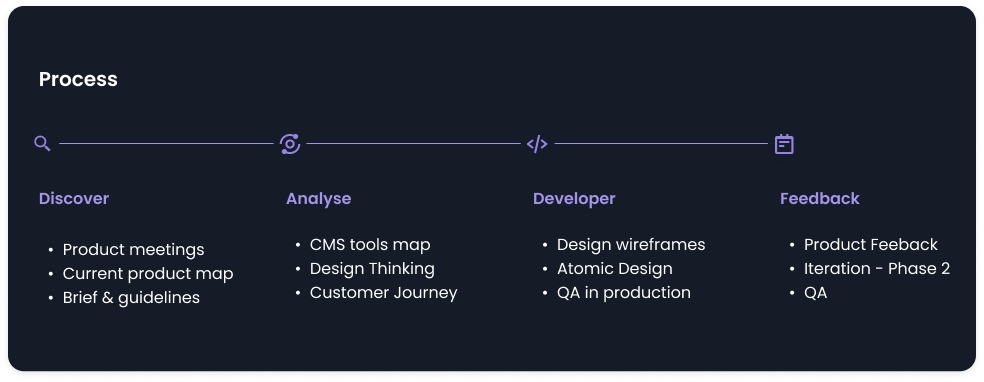 Process
Discover
• Product meetings
• Current product map
• Brief & guidelines
Analyse
• CMS tools map
• Design Thinking
• Customer Journey
Developer
• Design wireframes
• Atomic Design
• QA in production
Feedback
• Product Feeback
• Iteration - Phase 2
• QA